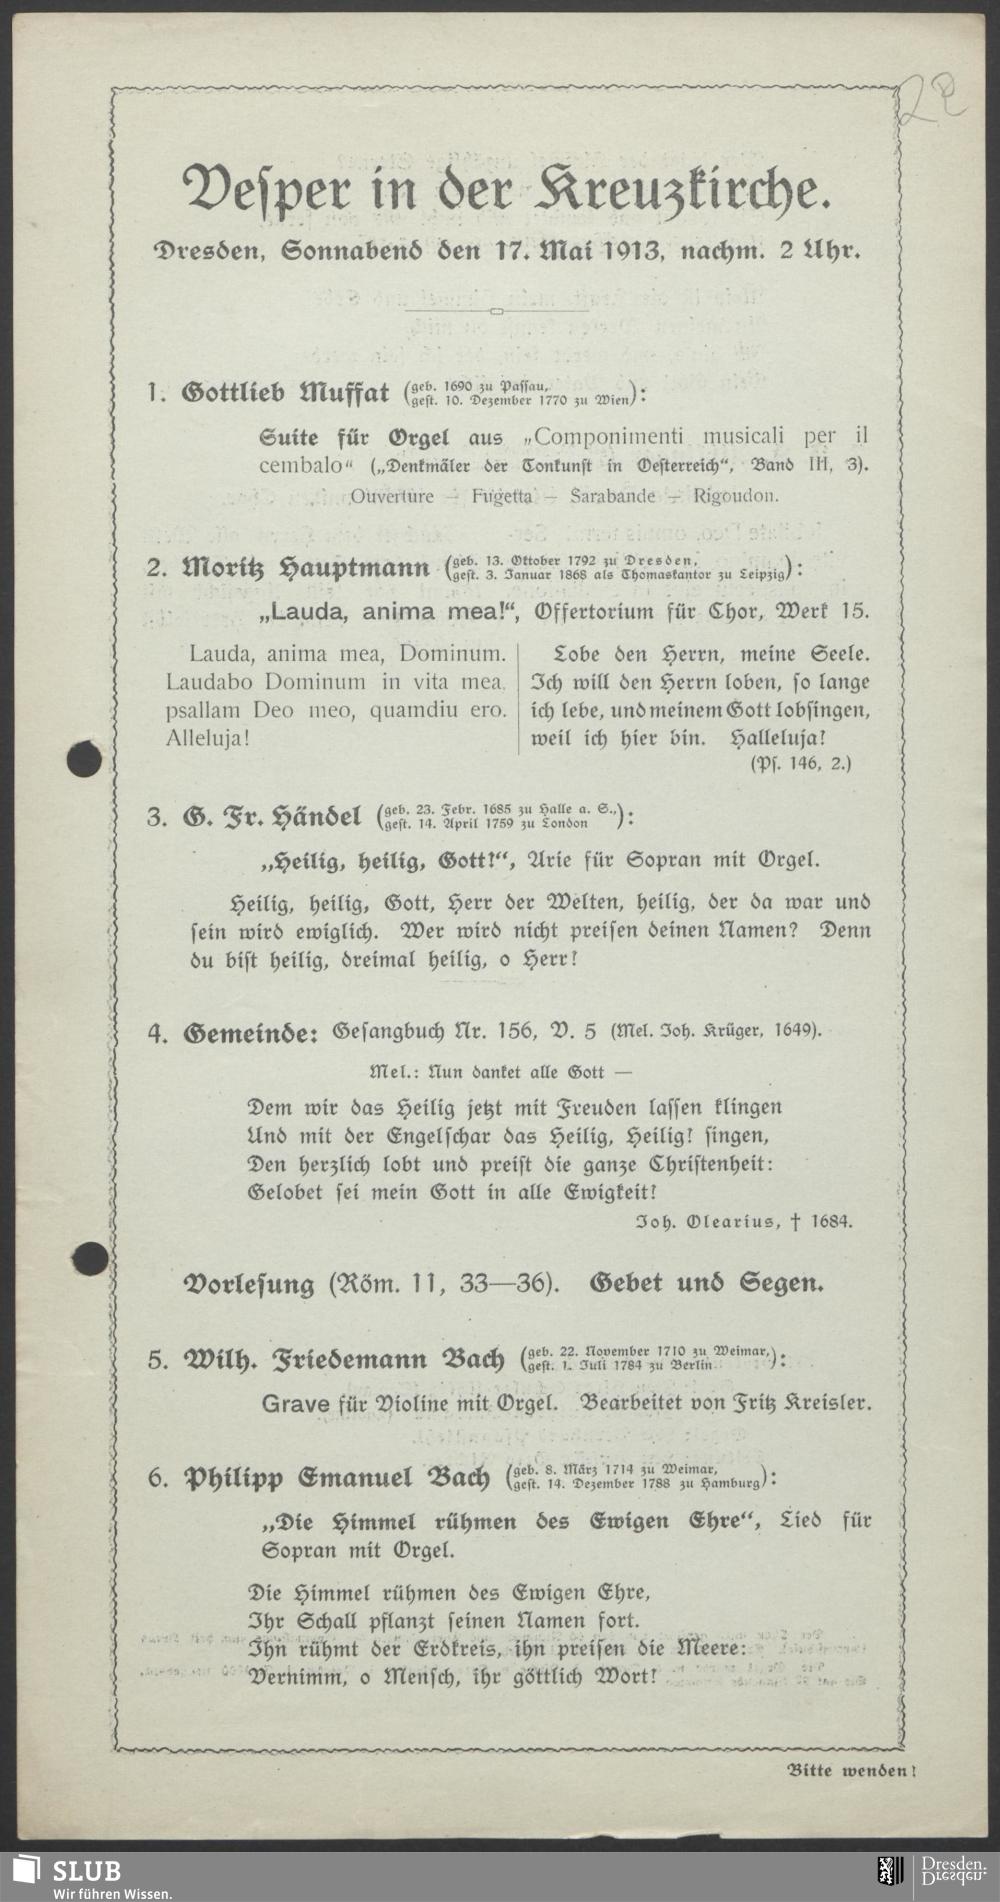 22
Vesper in der Kreuzkirche.
Dresden, Sonnabend den 17. Mai 1913, nachm. 2 Uhr.
1. Gottlieb Muffat (geb. 1690 zu Passau,
gest. 10. Dezember 1770 zu Wien):
Suite für Orgel aus „Componimenti musicali per il
cembalo“ („Denkmäler der Tonkunst in Oesterreich“, Band III, 3).
Ouverture — Fugetta — Sarabande — Rigoudon.
2. Moritz Hauptmann (geb. 13. Oktober 1792 zu Dresden,
gest. 3. Januar 1868 als Thomaskantor zu Leipzig):
„Lauda, anima mea!“, Offertorium für Chor, Werk 15.
Lauda, anima mea, Dominum.
Laudabo Dominum in vita mea,
psallam Deo meo, quamdiu ero.
Alleluja!
Lobe den Herrn, meine Seele.
Ich will den Herrn loben, so lange
ich lebe, und meinem Gott lobsingen,
weil ich hier bin. Halleluja!
(Ps. 146, 2.)
3. G. Fr. Händel (geb. 23. Febr. 1685 zu Halle a. S.,
gest. 14. April 1759 zu London):
„Heilig, heilig, Gott!“, Arie für Sopran mit Orgel.
Heilig, heilig, Gott, Herr der Welten, heilig, der da war und
sein wird ewiglich. Wer wird nicht preisen deinen Namen? Denn
du bist heilig, dreimal heilig, o Herr!
4. Gemeinde: Gesangbuch Nr. 156, V. 5 (Mel. Joh. Krüger, 1649).
Mel.: Nun danket alle Gott —
Dem wir das Heilig jetzt mit Freuden lassen klingen
Und mit der Engelschar das Heilig, Heilig! singen,
Den herzlich lobt und preist die ganze Christenheit:
Gelobet sei mein Gott in alle Ewigkeit!
Joh. Olearius, † 1684.
Vorlesung (Röm. 11, 33—36). Gebet und Segen.
5. Wilh. Friedemann Bach (geb. 22. November 1710 zu Weimar,
gest. 1. Juli 1784 zu Berlin):
Grave für Violine mit Orgel. Bearbeitet von Fritz Kreisler.
6. Philipp Emanuel Bach (geb. 8. März 1714 zu Weimar,
gest. 14. Dezember 1788 zu Hamburg):
„Die Himmel rühmen des Ewigen Ehre“, Lied für
Sopran mit Orgel.
Die Himmel rühmen des Ewigen Ehre,
Ihr Schall pflanzt seinen Namen fort.
Ihn rühmt der Erdkreis, ihn preisen die Meere:
Vernimm, o Mensch, ihr göttlich Wort!
Bitte wenden!
SLUB
Wir führen Wissen.
Dresden.
Dresden.